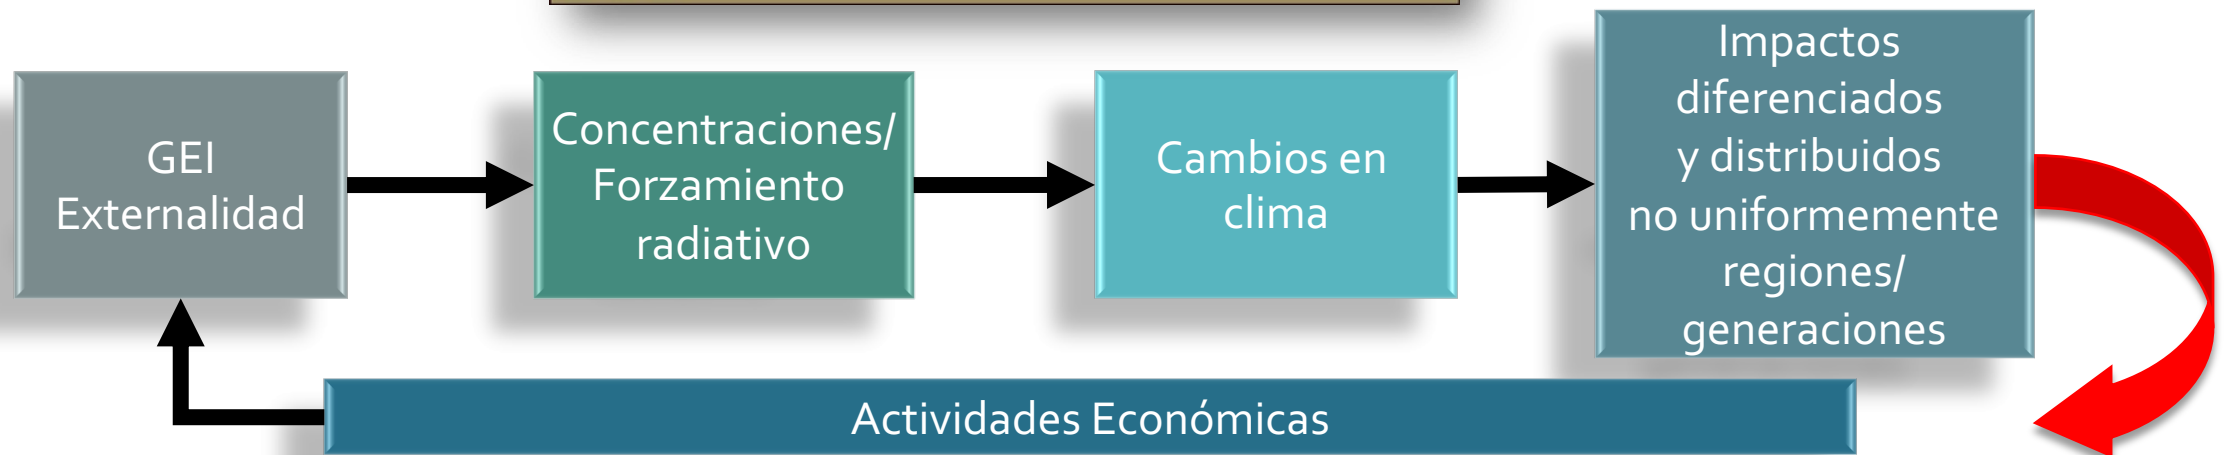 GEI
Externalidad
Concentraciones/
Forzamiento
radiativo
Cambios en
clima
Impactos
diferenciados
y distribuidos
no uniformemente
regiones/
generaciones
Actividades Económicas